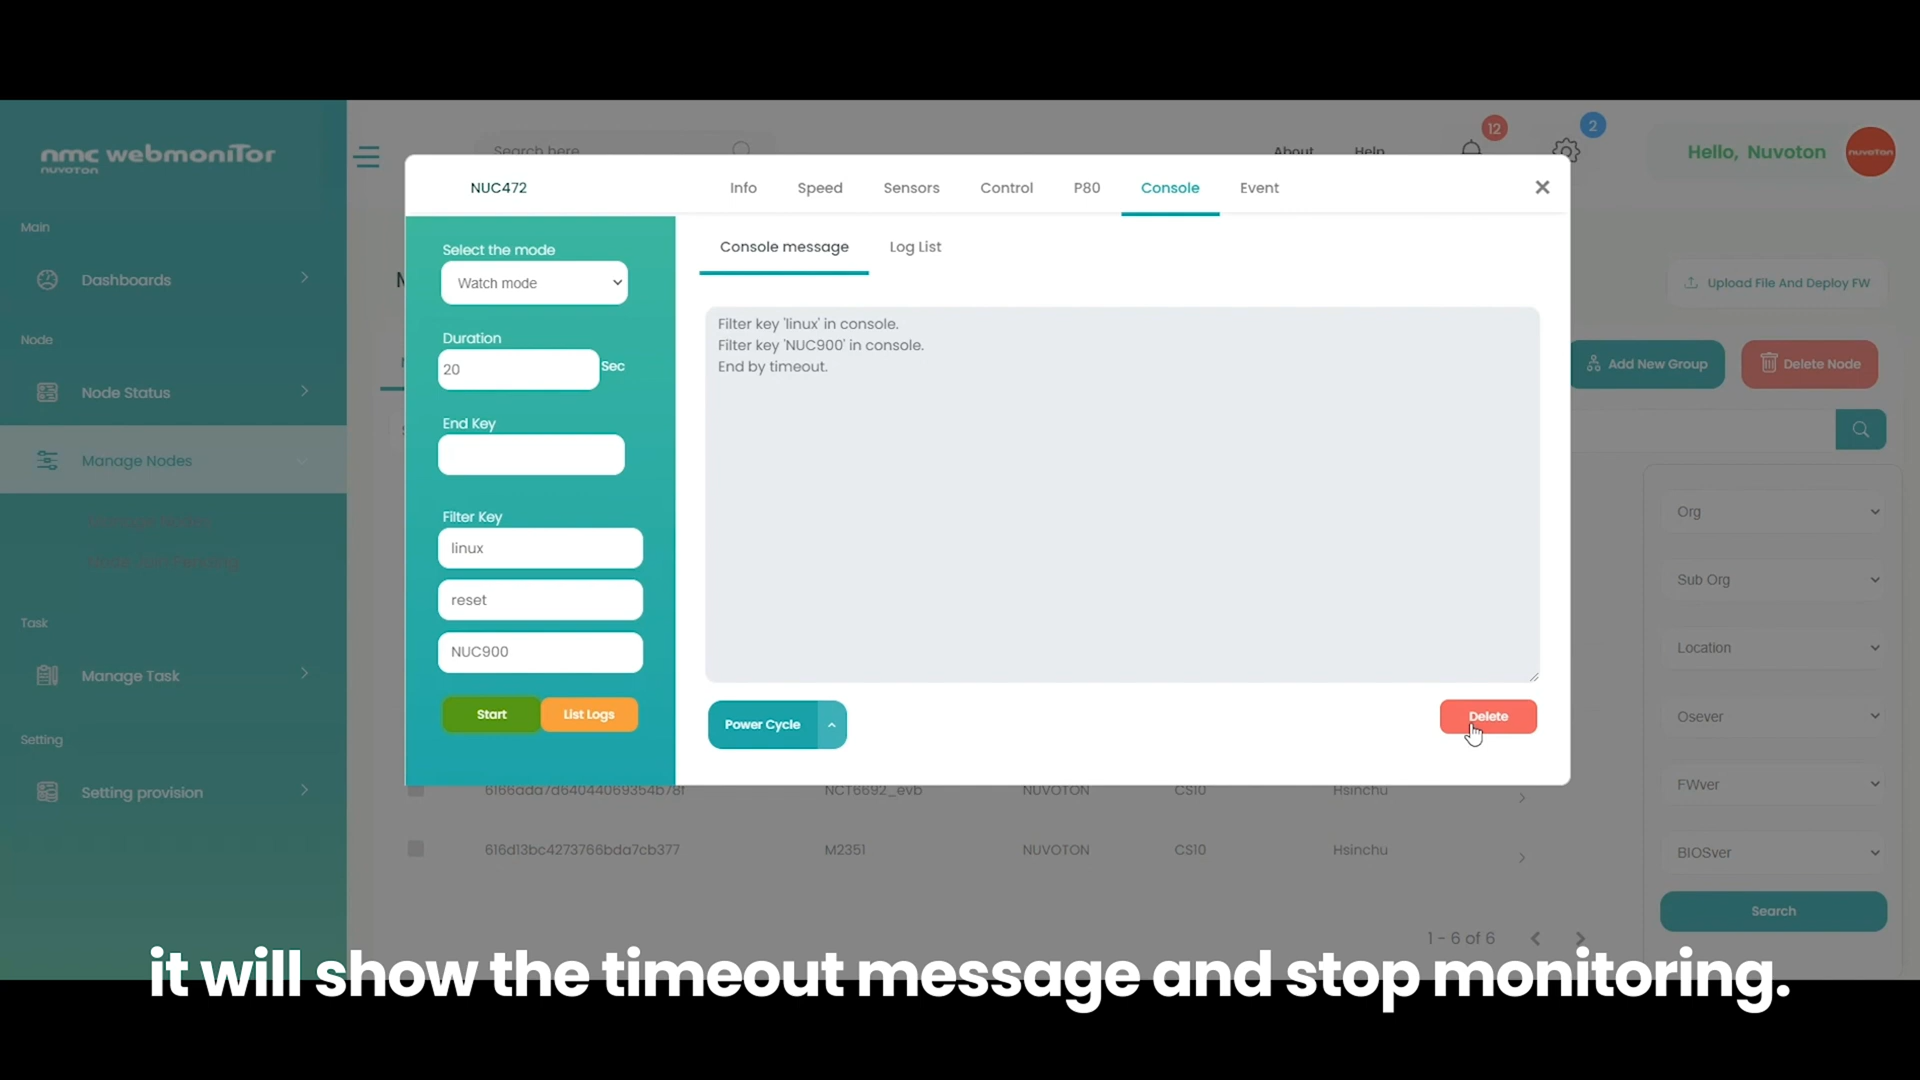 nmc webmoniTor
nuvoTon
Search here
About
Help
12
2
Hello, Nuvoton
nuvoTon
Main
Dashboards
Node
Node Status
Manage Nodes
Task
Manage Task
Setting
Setting provision
NUC472
Info
Speed
Sensors
Control
P80
Console
Event
Select the mode
Watch mode
Duration
20
Sec
End Key
Filter Key
linux
reset
NUC900
Start
List Logs
Console message
Log List
Filter key 'linux' in console.
Filter key 'NUC900' in console.
End by timeout.
Power Cycle
Delete
Upload File And Deploy FW
Add New Group
Delete Node
Org
Sub Org
Location
Osever
FWver
BIOSver
Search
6166ada7d64044069354b78f
NCT6692_evb
NUVOTON
CS10
Hsinchu
616d13bc4273766bda7cb377
M2351
NUVOTON
CS10
Hsinchu
1 - 6 of 6
it will show the timeout message and stop monitoring.